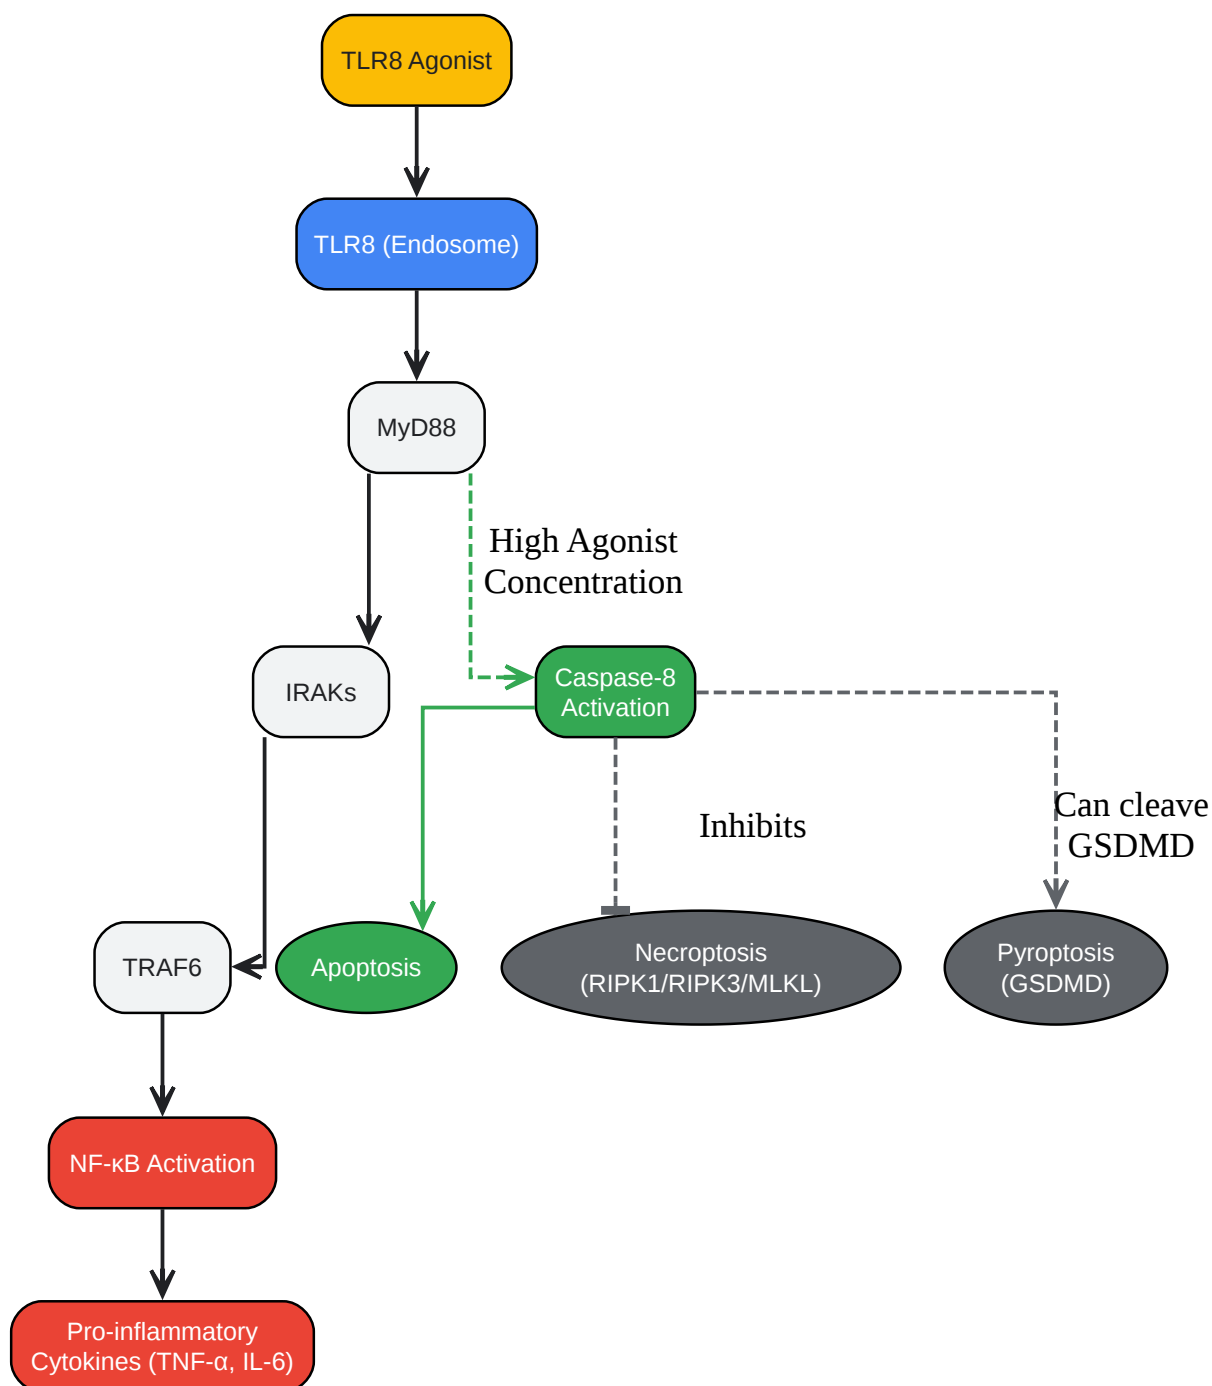 TLR8 Agonist
TLR8 (Endosome)
MyD88
High Agonist
Concentration
IRAKs
Caspase-8
Activation
Inhibits
Can cleave
GSDMD
TRAF6
Apoptosis
Necroptosis
(RIPK1/RIPK3/MLKL)
Pyroptosis
(GSDMD)
NF-κB Activation
Pro-inflammatory
Cytokines (TNF-α, IL-6)